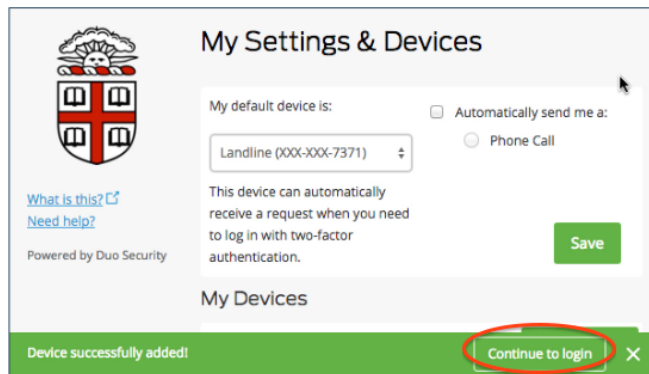 My Settings & Devices
My default device is:
Landline (XXX-XXX-7371)
This device can automatically
receive a request when you need
to log in with two-factor
authentication.
Automatically send me a:
Phone Call
Save
What is this?
Need help?
Powered by Duo Security
My Devices
Device successfully added!
Continue to login